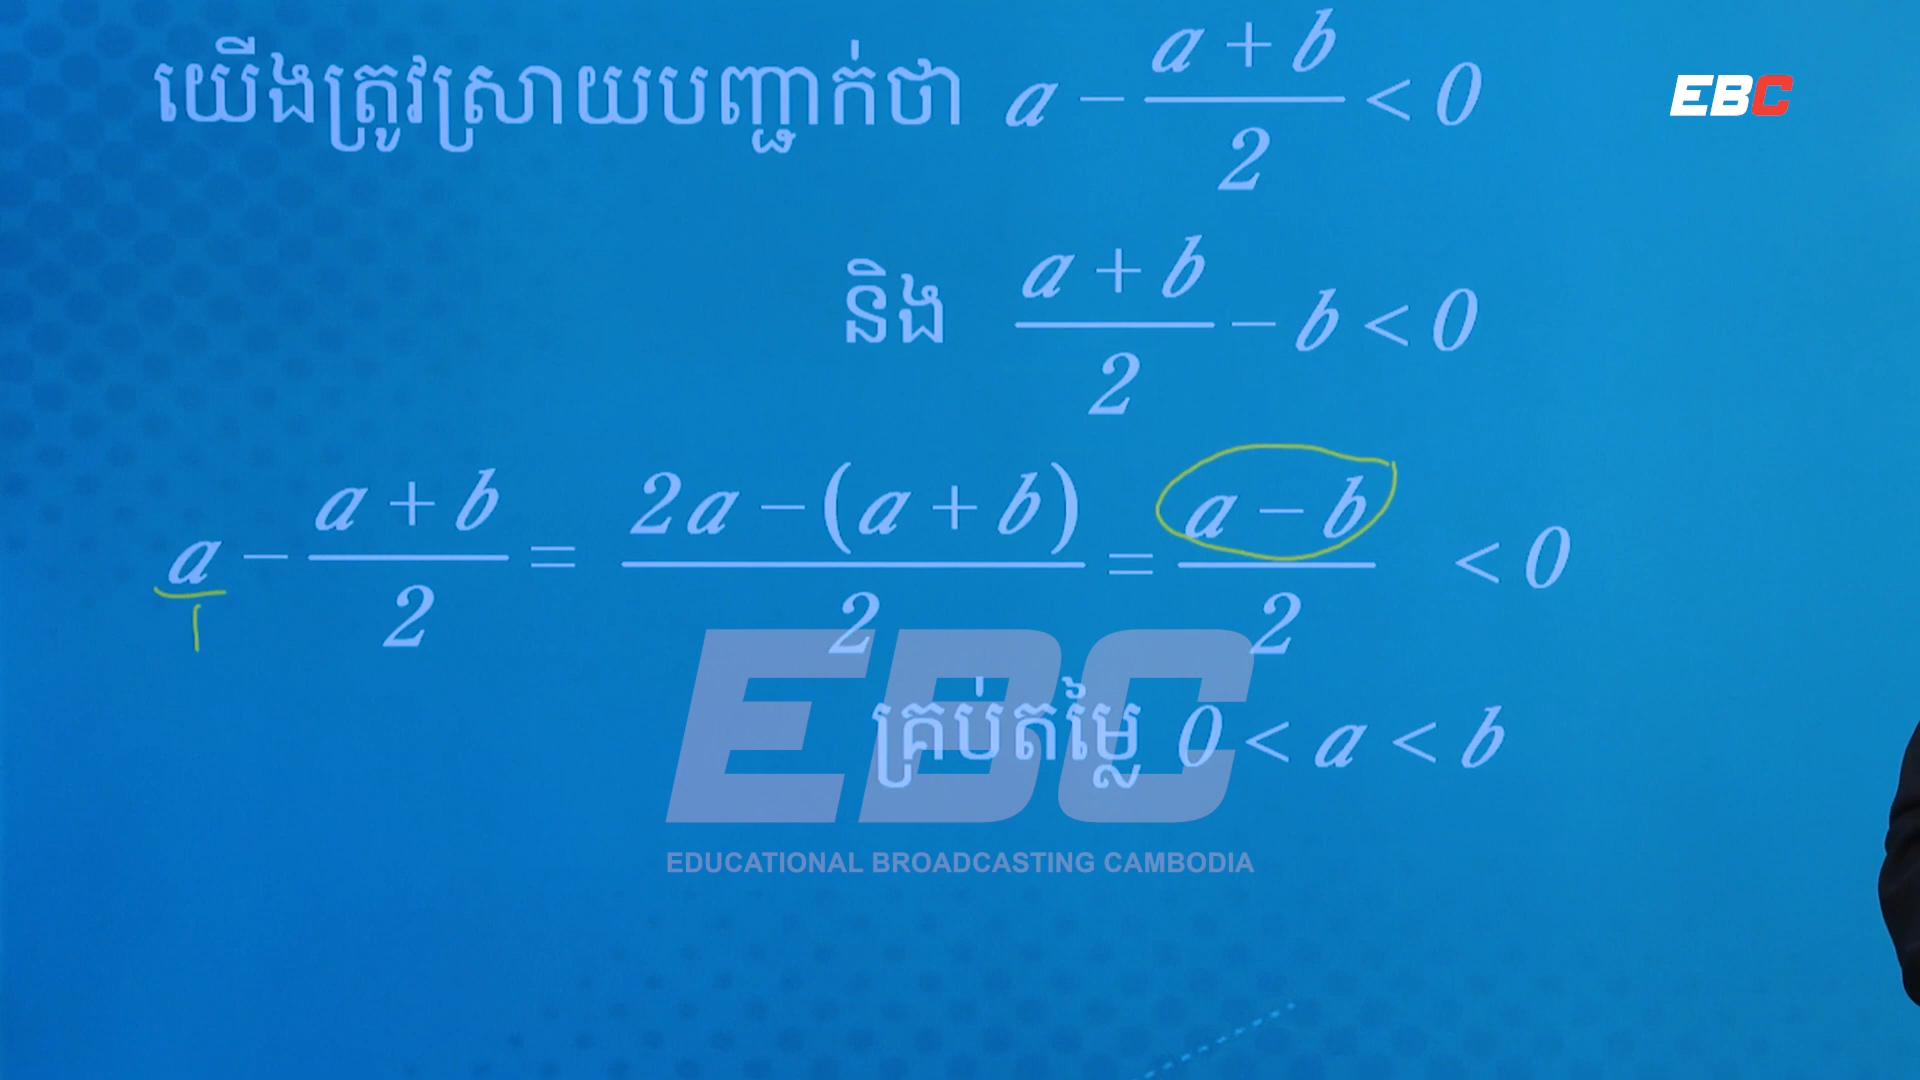 យើងត្រូវស្រាយបញ្ជាក់ថា a − (a + b)/2 < 0
EBC
និង (a + b)/2 − b < 0
a/1 − (a + b)/2 = (2a − (a + b))/2 = (a − b)/2 < 0
គ្រប់តម្លៃ 0 < a < b
EBC
EDUCATIONAL BROADCASTING CAMBODIA